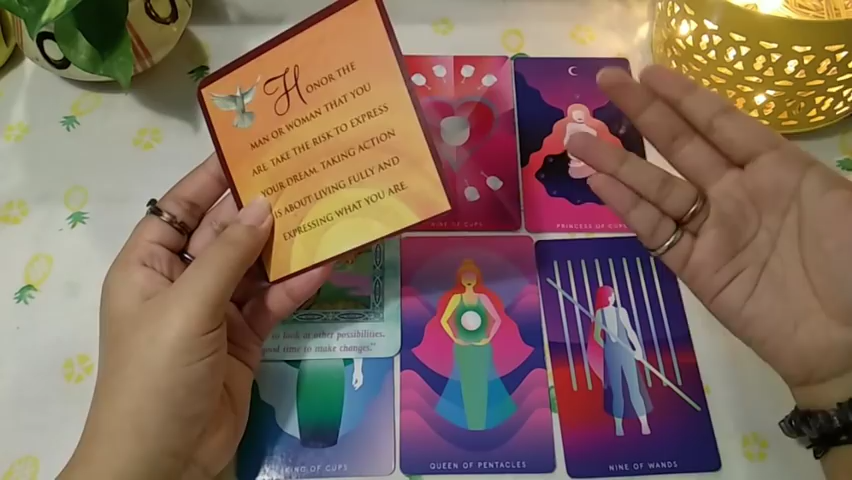 HONOR THE
MAN OR WOMAN THAT YOU
ARE. TAKE THE RISK TO EXPRESS
YOUR DREAM. TAKING ACTION
IS ABOUT LIVING FULLY AND
EXPRESSING WHAT YOU ARE.
OF CUPS
PRINCESS OF CUPS
to look at other possibilities,
good time to make changes."
KING OF CUPS
QUEEN OF PENTACLES
NINE OF WANDS